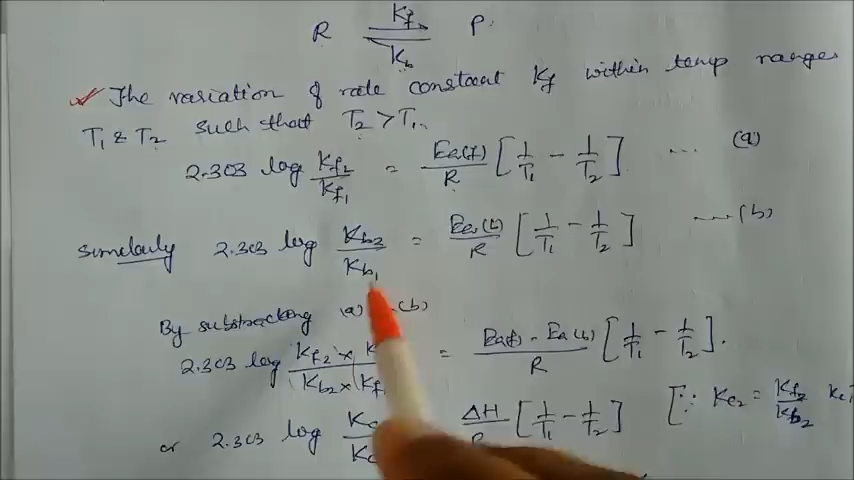 R ⇌ P
Kf
Kb
✓ The variation of rate constant Kf within temp ranges
T1 & T2 such that T2 > T1.
2.303 log Kf2/Kf1 = Ea(f)/R [1/T1 − 1/T2] ... (a)
Similarly 2.303 log Kb2/Kb1 = Ea(b)/R [1/T1 − 1/T2] ...(b)
By substracting (a) (b)
2.303 log Kf2 × K / Kb2 × Kf = Ea(f) − Ea(b)/R [1/T1 − 1/T2].
or 2.303 log Kc/Kc ΔH/R [1/T1 − 1/T2] [∵ Kc2 = Kf2/Kb2 Kc